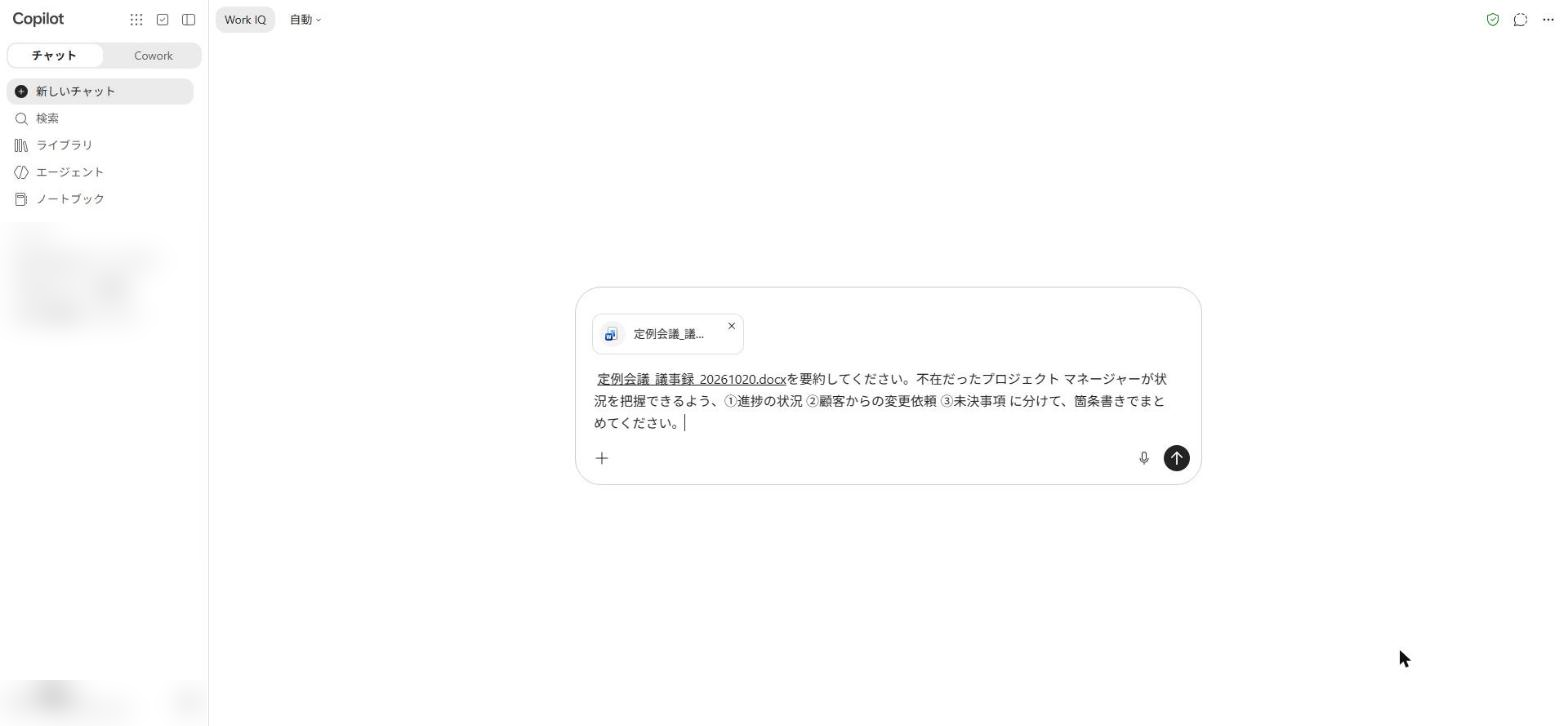 Copilot
Work IQ
自動
チャット
Cowork
新しいチャット
検索
ライブラリ
エージェント
ノートブック
定例会議_議...
定例会議_議事録_20261020.docxを要約してください。不在だったプロジェクト マネージャーが状
況を把握できるよう、①進捗の状況 ②顧客からの変更依頼 ③未決事項 に分けて、箇条書きでまと
めてください。